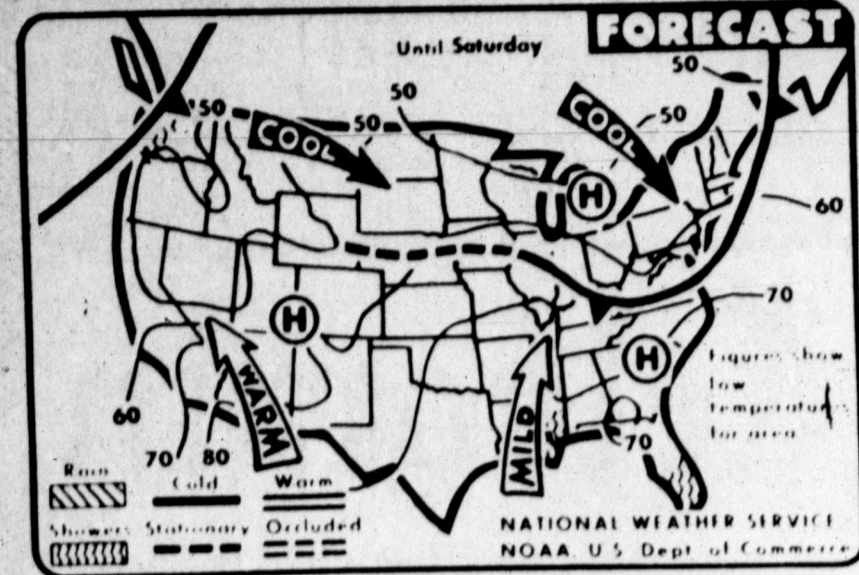 FORECAST
Until Saturday
50
50
50
50
50
COOL
COOL
60
H
H
70
H
WARM
MILD
Figures show
low
temperatures
for area
60
70
80
70
Rain
Cold
Warm
Showers
Stationary
Occluded
NATIONAL WEATHER SERVICE
NOAA U S Dept of Commerce